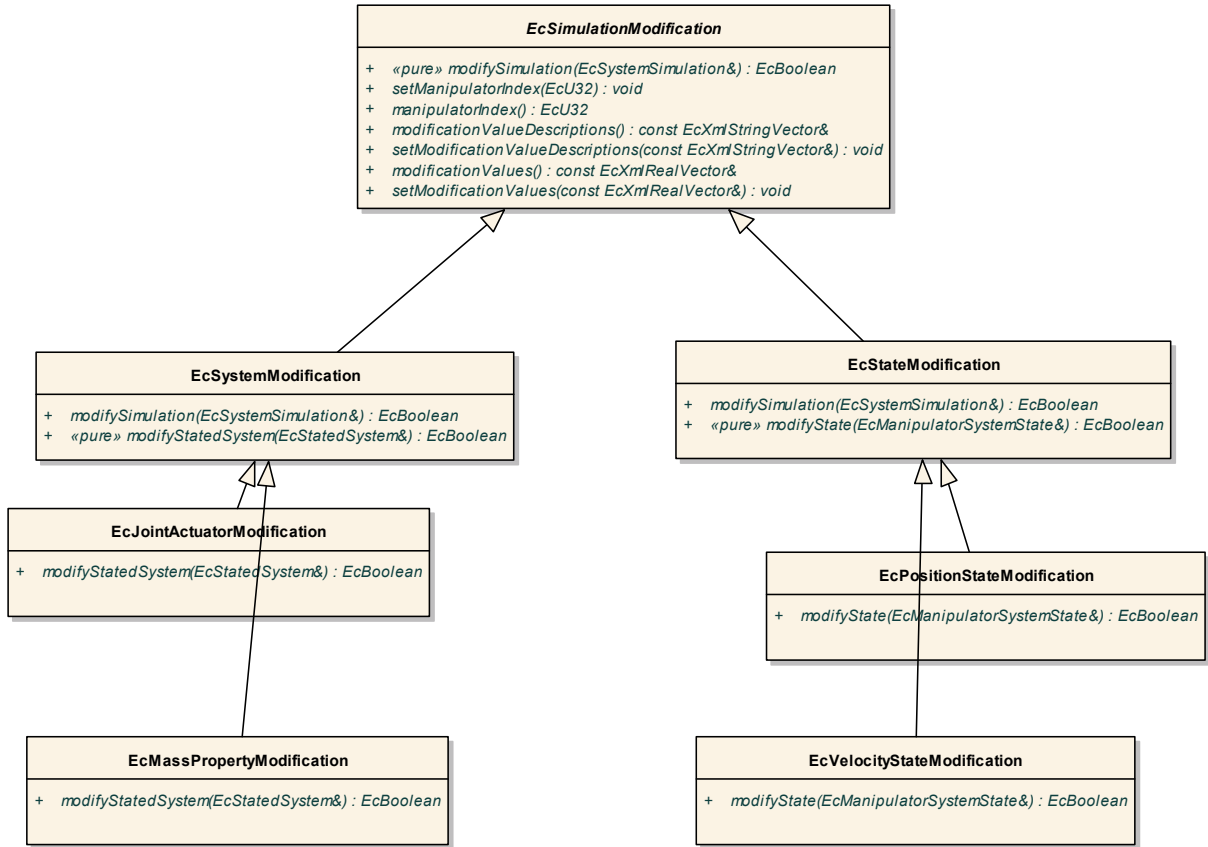 EcSimulationModification
+ «pure» modifySimulation(EcSystemSimulation&) : EcBoolean
+ setManipulatorIndex(EcU32) : void
+ manipulatorIndex() : EcU32
+ modificationValueDescriptions() : const EcXmlStringVector&
+ setModificationValueDescriptions(const EcXmlStringVector&) : void
+ modificationValues() : const EcXmlRealVector&
+ setModificationValues(const EcXmlRealVector&) : void
EcSystemModification
+ modifySimulation(EcSystemSimulation&) : EcBoolean
+ «pure» modifyStatedSystem(EcStatedSystem&) : EcBoolean
EcStateModification
+ modifySimulation(EcSystemSimulation&) : EcBoolean
+ «pure» modifyState(EcManipulatorSystemState&) : EcBoolean
EcJointActuatorModification
+ modifyStatedSystem(EcStatedSystem&) : EcBoolean
EcPositionStateModification
+ modifyState(EcManipulatorSystemState&) : EcBoolean
EcMassPropertyModification
+ modifyStatedSystem(EcStatedSystem&) : EcBoolean
EcVelocityStateModification
+ modifyState(EcManipulatorSystemState&) : EcBoolean